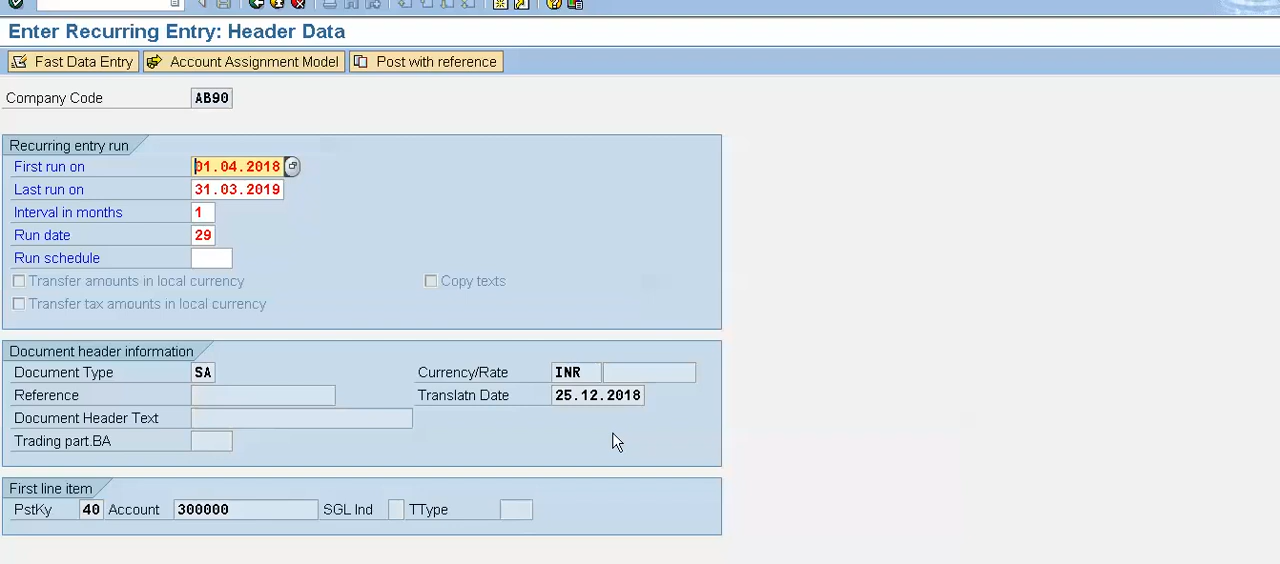 Enter Recurring Entry: Header Data
Fast Data Entry Account Assignment Model Post with reference
Company Code AB90
Recurring entry run
First run on 01.04.2018
Last run on 31.03.2019
Interval in months 1
Run date 29
Run schedule
Transfer amounts in local currency Copy texts
Transfer tax amounts in local currency
Document header information
Document Type SA Currency/Rate INR
Reference Translatn Date 25.12.2018
Document Header Text
Trading part.BA
First line item
PstKy 40 Account 300000 SGL Ind TType